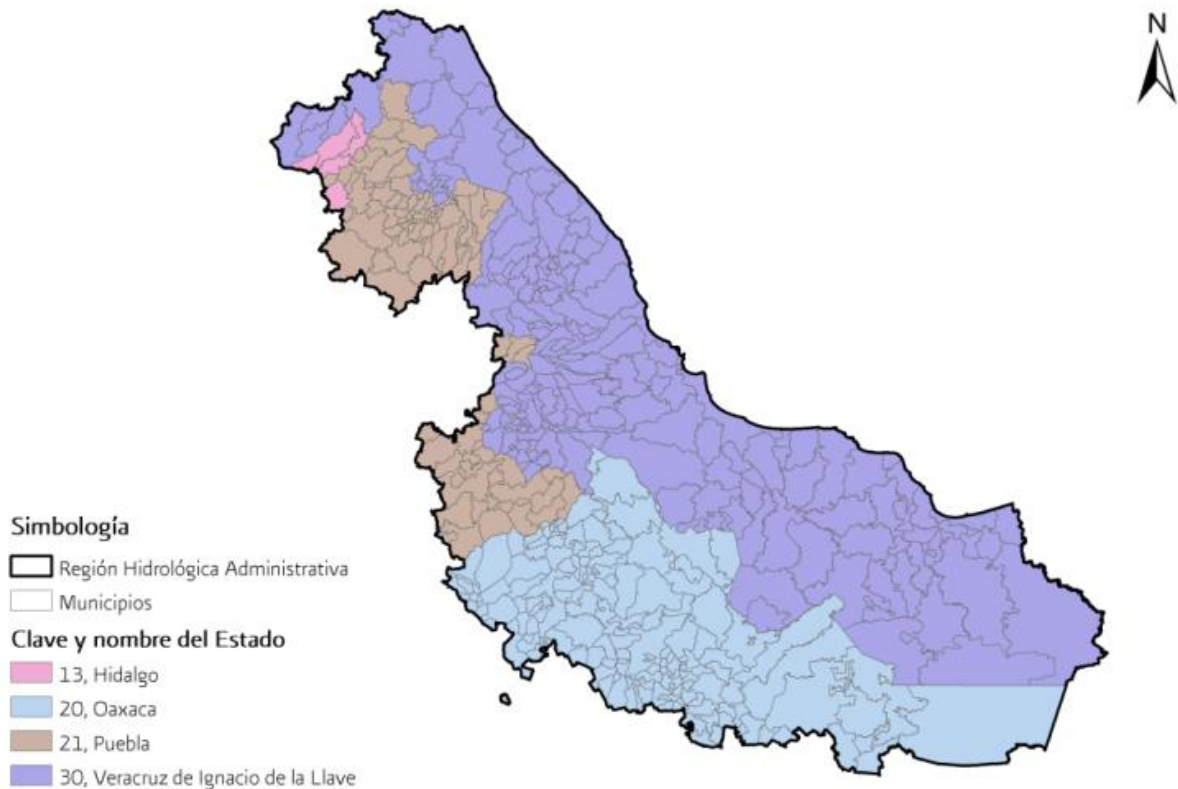 N
Simbología
Región Hidrológica Administrativa
Municipios
Clave y nombre del Estado
13, Hidalgo
20, Oaxaca
21, Puebla
30, Veracruz de Ignacio de la Llave